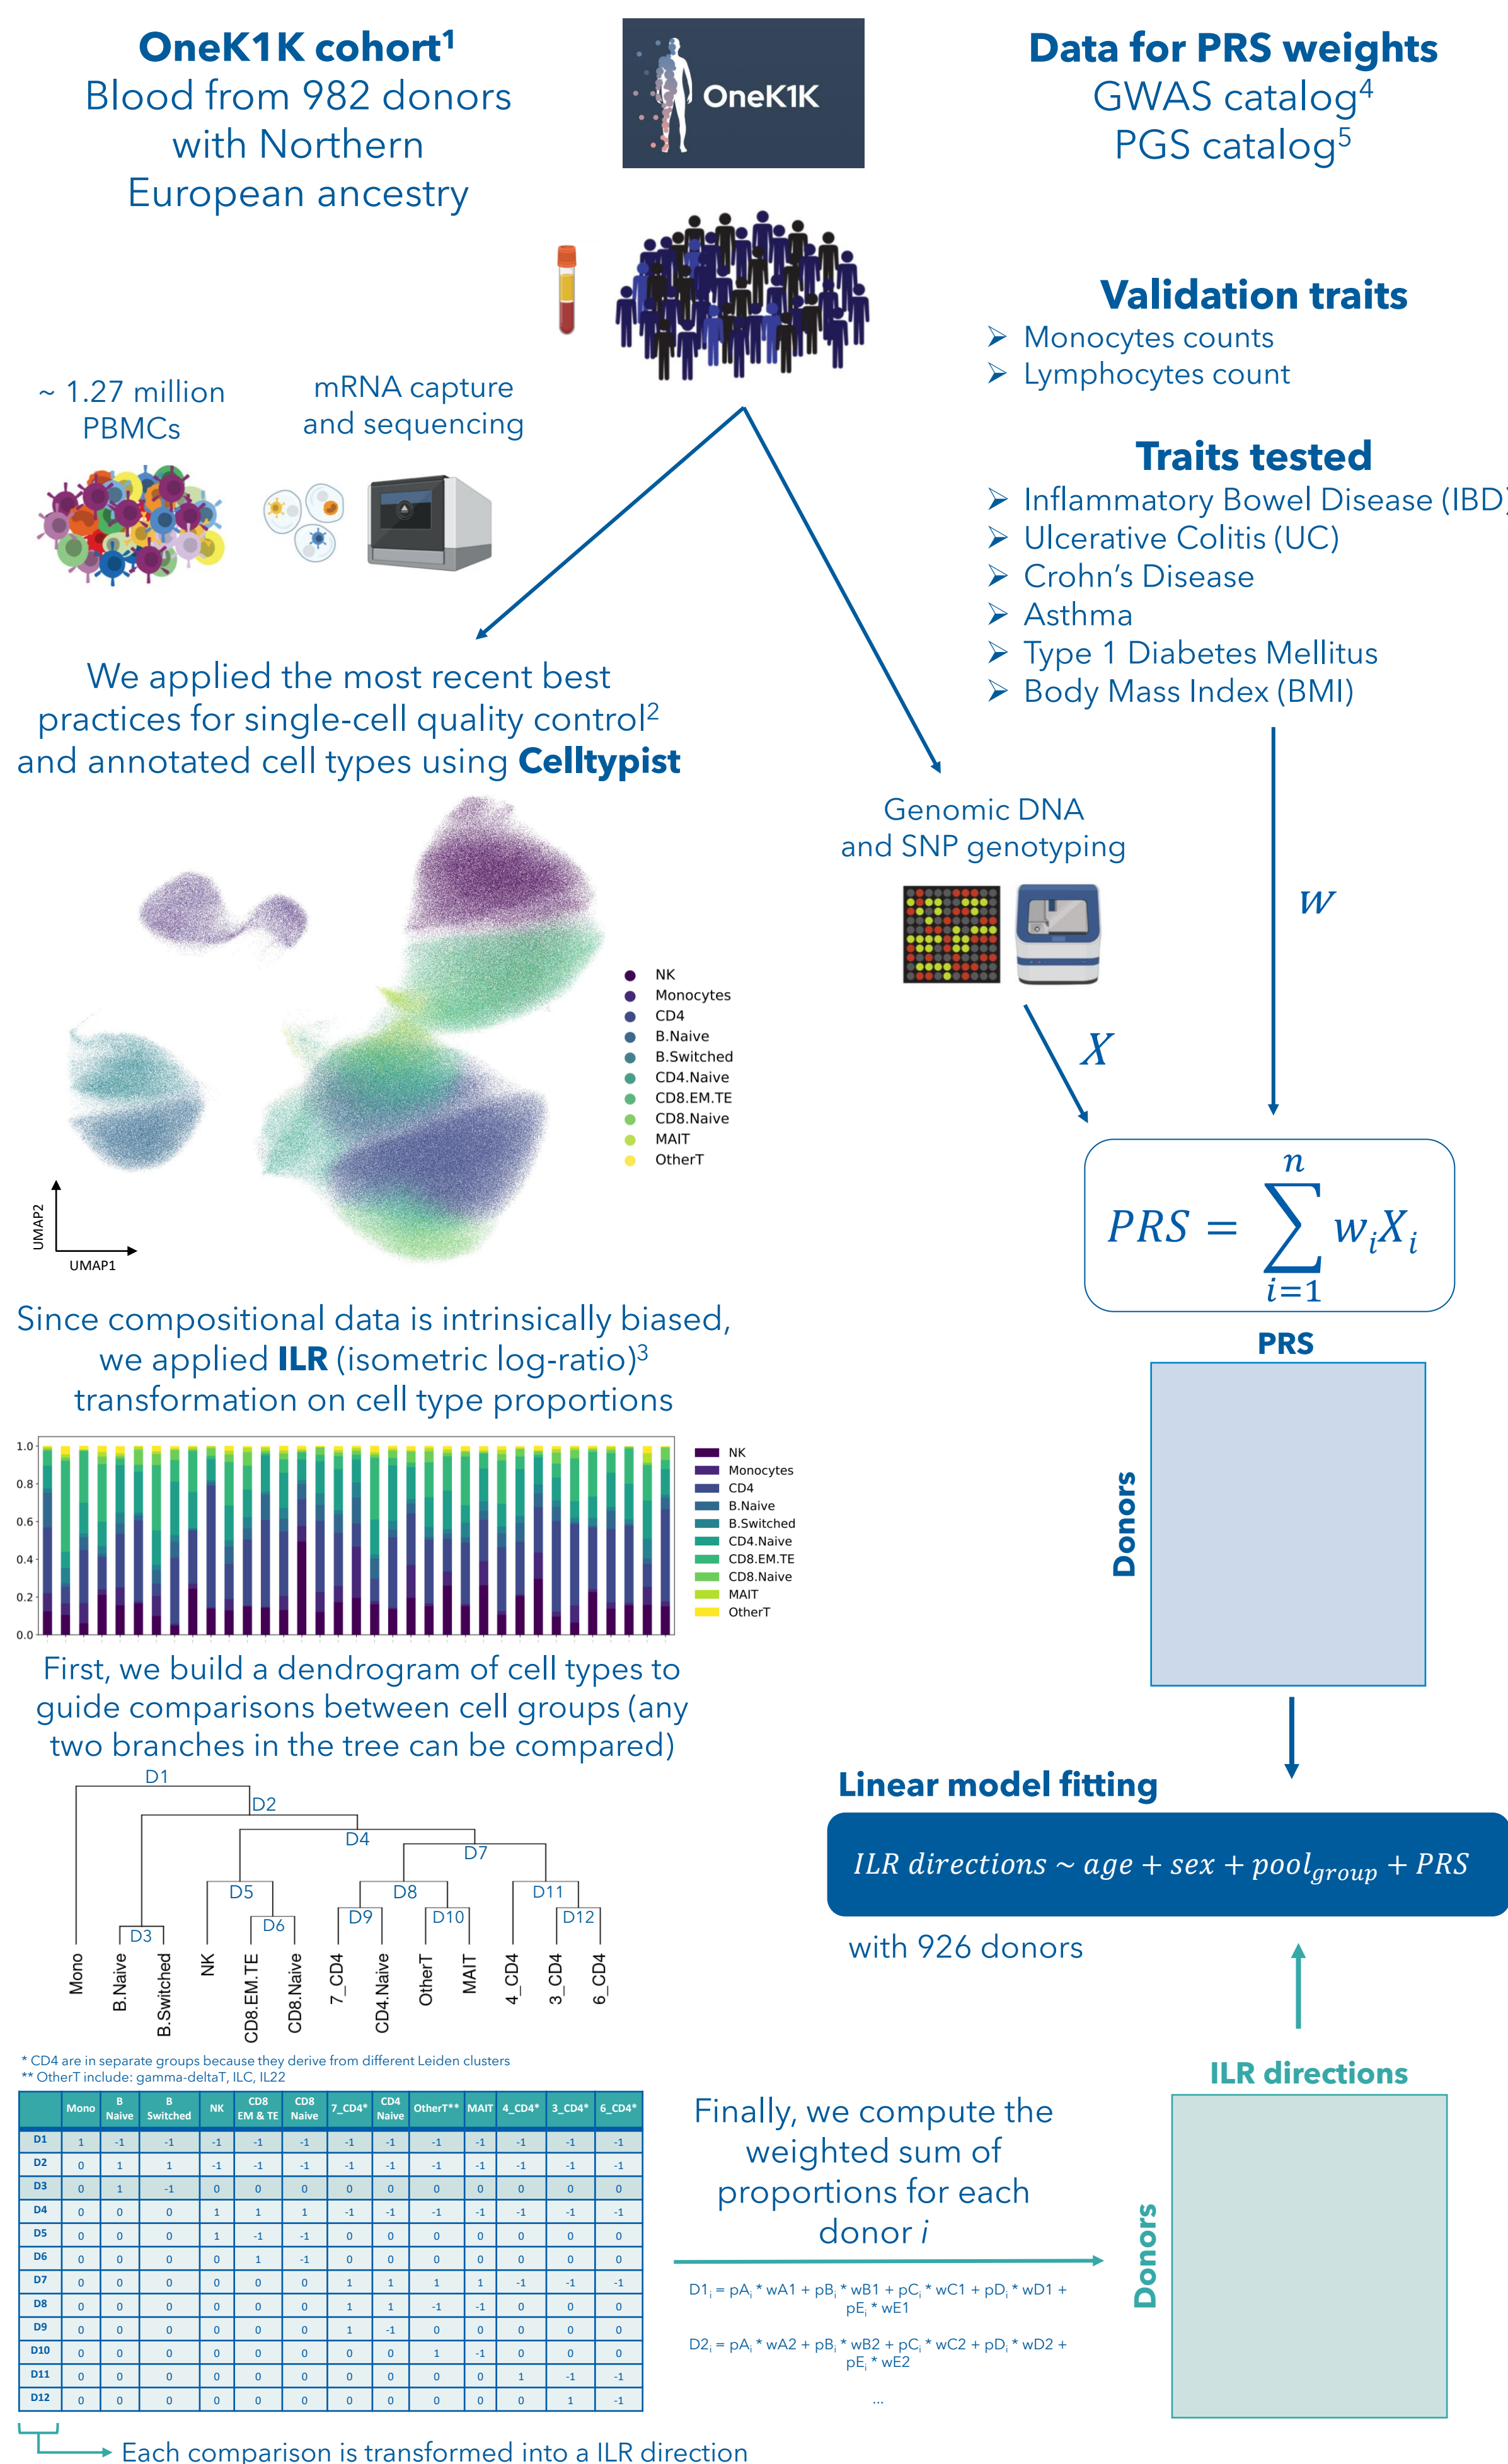 OneK1K cohort1
Blood from 982 donors
with Northern
European ancestry
OneK1K
Data for PRS weights
GWAS catalog4
PGS catalog5
Validation traits
➢ Monocytes counts
➢ Lymphocytes count
~ 1.27 million
PBMCs
mRNA capture
and sequencing
Traits tested
➢ Inflammatory Bowel Disease (IBD)
➢ Ulcerative Colitis (UC)
➢ Crohn’s Disease
➢ Asthma
➢ Type 1 Diabetes Mellitus
➢ Body Mass Index (BMI)
We applied the most recent best
practices for single-cell quality control2
and annotated cell types using Celltypist
Genomic DNA
and SNP genotyping
w
X
NK
Monocytes
CD4
B.Naive
B.Switched
CD4.Naive
CD8.EM.TE
CD8.Naive
MAIT
OtherT
UMAP2
UMAP1
n
PRS = ∑ wiXi
i=1
Since compositional data is intrinsically biased,
we applied ILR (isometric log-ratio)3
transformation on cell type proportions
1.0
0.8
0.6
0.4
0.2
0.0
NK
Monocytes
CD4
B.Naive
B.Switched
CD4.Naive
CD8.EM.TE
CD8.Naive
MAIT
OtherT
PRS
Donors
First, we build a dendrogram of cell types to
guide comparisons between cell groups (any
two branches in the tree can be compared)
D1
D2
D4
D7
D5
D8
D11
D6
D9
D10
D12
D3
Mono
B.Naive
B.Switched
NK
CD8.EM.TE
CD8.Naive
7_CD4
CD4.Naive
OtherT
MAIT
4_CD4
3_CD4
6_CD4
Linear model fitting
ILR directions ~ age + sex + poolgroup + PRS
with 926 donors
* CD4 are in separate groups because they derive from different Leiden clusters
** OtherT include: gamma-deltaT, ILC, IL22
Mono B Naive B Switched NK CD8 EM & TE CD8 Naive 7_CD4* CD4 Naive OtherT** MAIT 4_CD4* 3_CD4* 6_CD4*
D1 1 -1 -1 -1 -1 -1 -1 -1 -1 -1 -1 -1 -1
D2 0 1 1 -1 -1 -1 -1 -1 -1 -1 -1 -1 -1
D3 0 1 -1 0 0 0 0 0 0 0 0 0 0
D4 0 0 0 1 1 1 -1 -1 -1 -1 -1 -1 -1
D5 0 0 0 1 -1 -1 0 0 0 0 0 0 0
D6 0 0 0 0 1 -1 0 0 0 0 0 0 0
D7 0 0 0 0 0 0 1 1 1 1 -1 -1 -1
D8 0 0 0 0 0 0 1 1 -1 -1 0 0 0
D9 0 0 0 0 0 0 1 -1 0 0 0 0 0
D10 0 0 0 0 0 0 0 0 1 -1 0 0 0
D11 0 0 0 0 0 0 0 0 0 0 1 -1 -1
D12 0 0 0 0 0 0 0 0 0 0 0 1 -1
Each comparison is transformed into a ILR direction
Finally, we compute the
weighted sum of
proportions for each
donor i
D1i = pAi * wA1 + pBi * wB1 + pCi * wC1 + pDi * wD1 +
pEi * wE1
D2i = pAi * wA2 + pBi * wB2 + pCi * wC2 + pDi * wD2 +
pEi * wE2
...
ILR directions
Donors